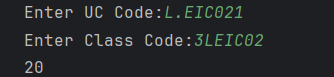 Enter UC Code:L.EIC021
Enter Class Code:3LEIC02
20